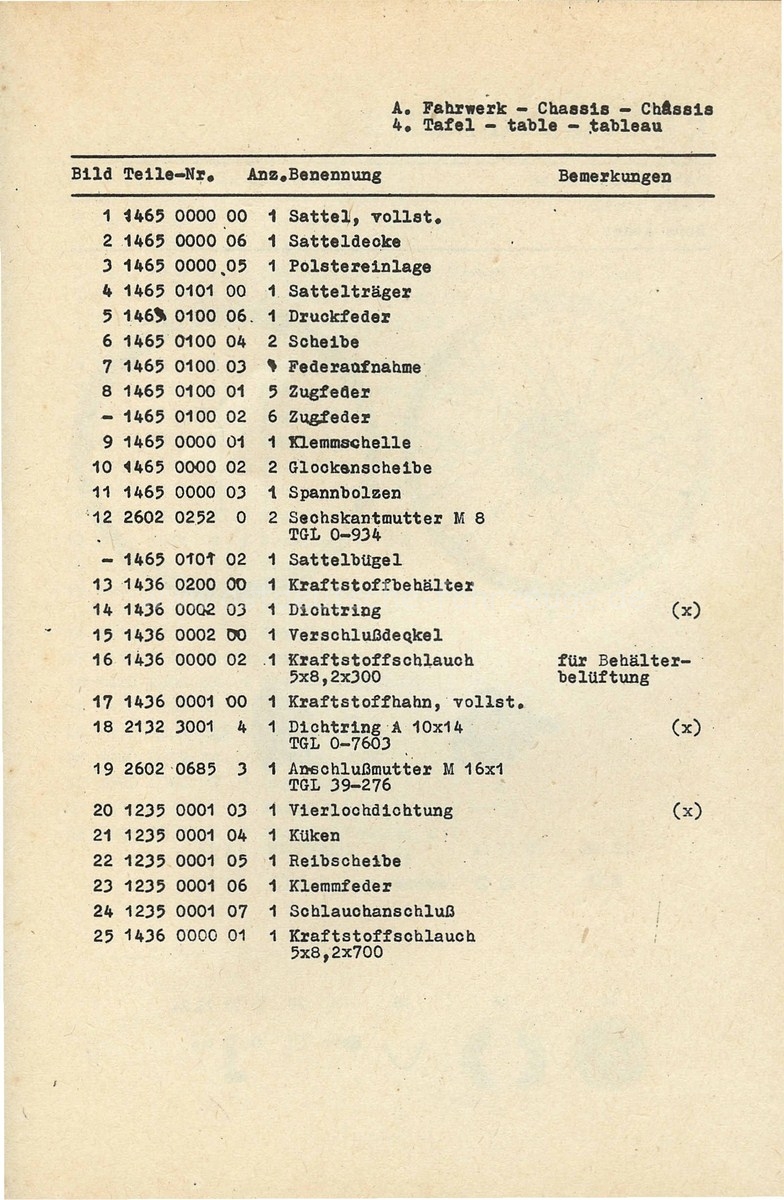 A. Fahrwerk - Chassis - Châssis
4. Tafel - table - tableau
Bild Teile-Nr. Anz. Benennung Bemerkungen
1 1465 0000 00 1 Sattel, vollst.
2 1465 0000 06 1 Satteldecke
3 1465 0000 05 1 Polstereinlage
4 1465 0101 00 1 Sattelträger
5 1465 0100 06 1 Druckfeder
6 1465 0100 04 2 Scheibe
7 1465 0100 03 Federaufnahme
8 1465 0100 01 5 Zugfeder
- 1465 0100 02 6 Zugfeder
9 1465 0000 01 1 Klemmschelle
10 1465 0000 02 2 Glockenscheibe
11 1465 0000 03 1 Spannbolzen
12 2602 0252 0 2 Sechskantmutter M 8
TGL 0-934
- 1465 0101 02 1 Sattelbügel
13 1436 0200 00 1 Kraftstoffbehälter
14 1436 0002 03 1 Dichtring (x)
15 1436 0002 00 1 Verschlußdeckel
16 1436 0000 02 1 Kraftstoffschlauch für Behälter-
5x8,2x300 belüftung
17 1436 0001 00 1 Kraftstoffhahn, vollst.
18 2132 3001 4 1 Dichtring A 10x14 (x)
TGL 0-7603
19 2602 0685 3 1 Anschlußmutter M 16x1
TGL 39-276
20 1235 0001 03 1 Vierlochdichtung (x)
21 1235 0001 04 1 Küken
22 1235 0001 05 1 Reibscheibe
23 1235 0001 06 1 Klemmfeder
24 1235 0001 07 1 Schlauchanschluß
25 1436 0000 01 1 Kraftstoffschlauch
5x8,2x700